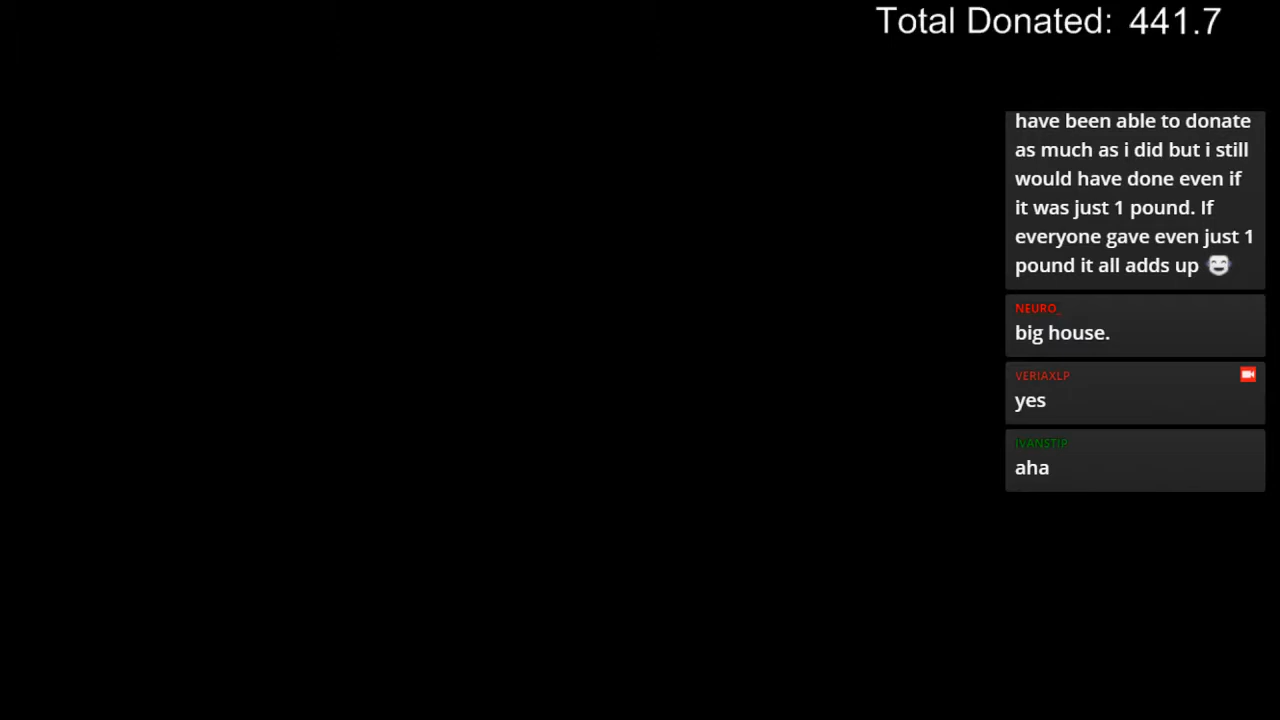 Total Donated: 441.7
have been able to donate
as much as i did but i still
would have done even if
it was just 1 pound. If
everyone gave even just 1
pound it all adds up
NEURO_
big house.
VERIAXLP
yes
IVANSTIP
aha